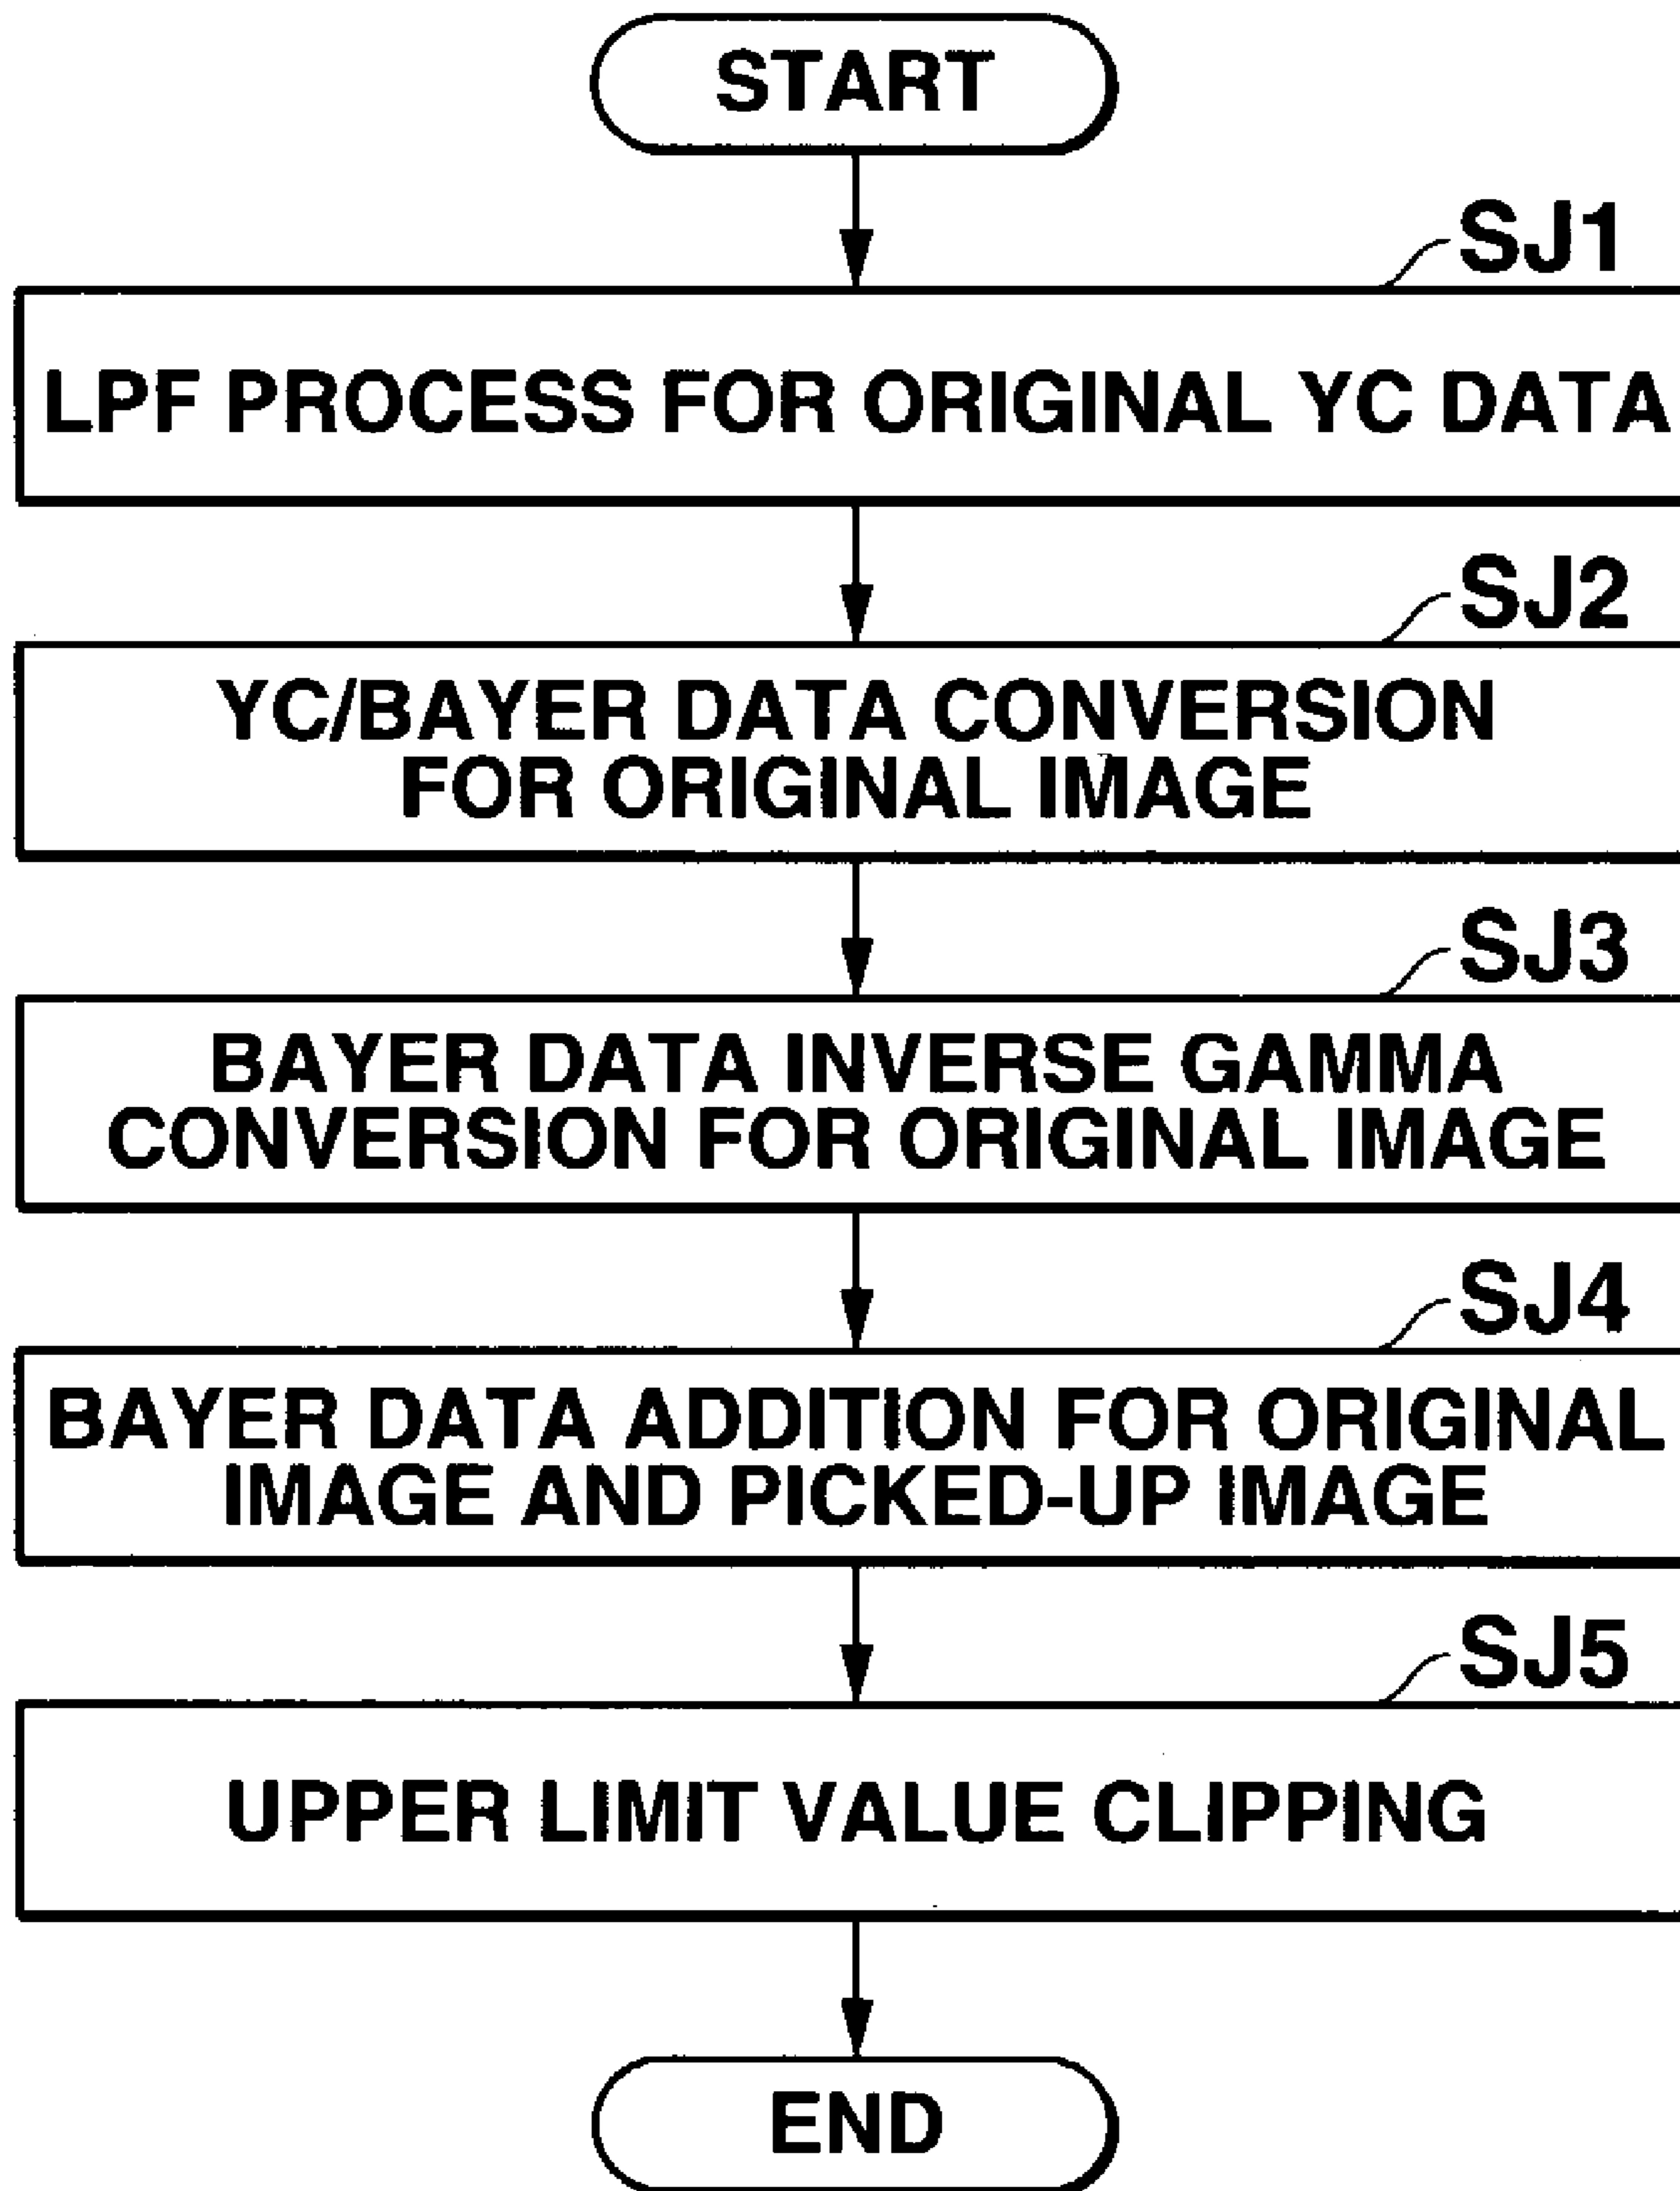 START
SJ1
LPF PROCESS FOR ORIGINAL YC DATA
SJ2
YC/BAYER DATA CONVERSION
FOR ORIGINAL IMAGE
SJ3
BAYER DATA INVERSE GAMMA
CONVERSION FOR ORIGINAL IMAGE
SJ4
BAYER DATA ADDITION FOR ORIGINAL
IMAGE AND PICKED-UP IMAGE
SJ5
UPPER LIMIT VALUE CLIPPING
END